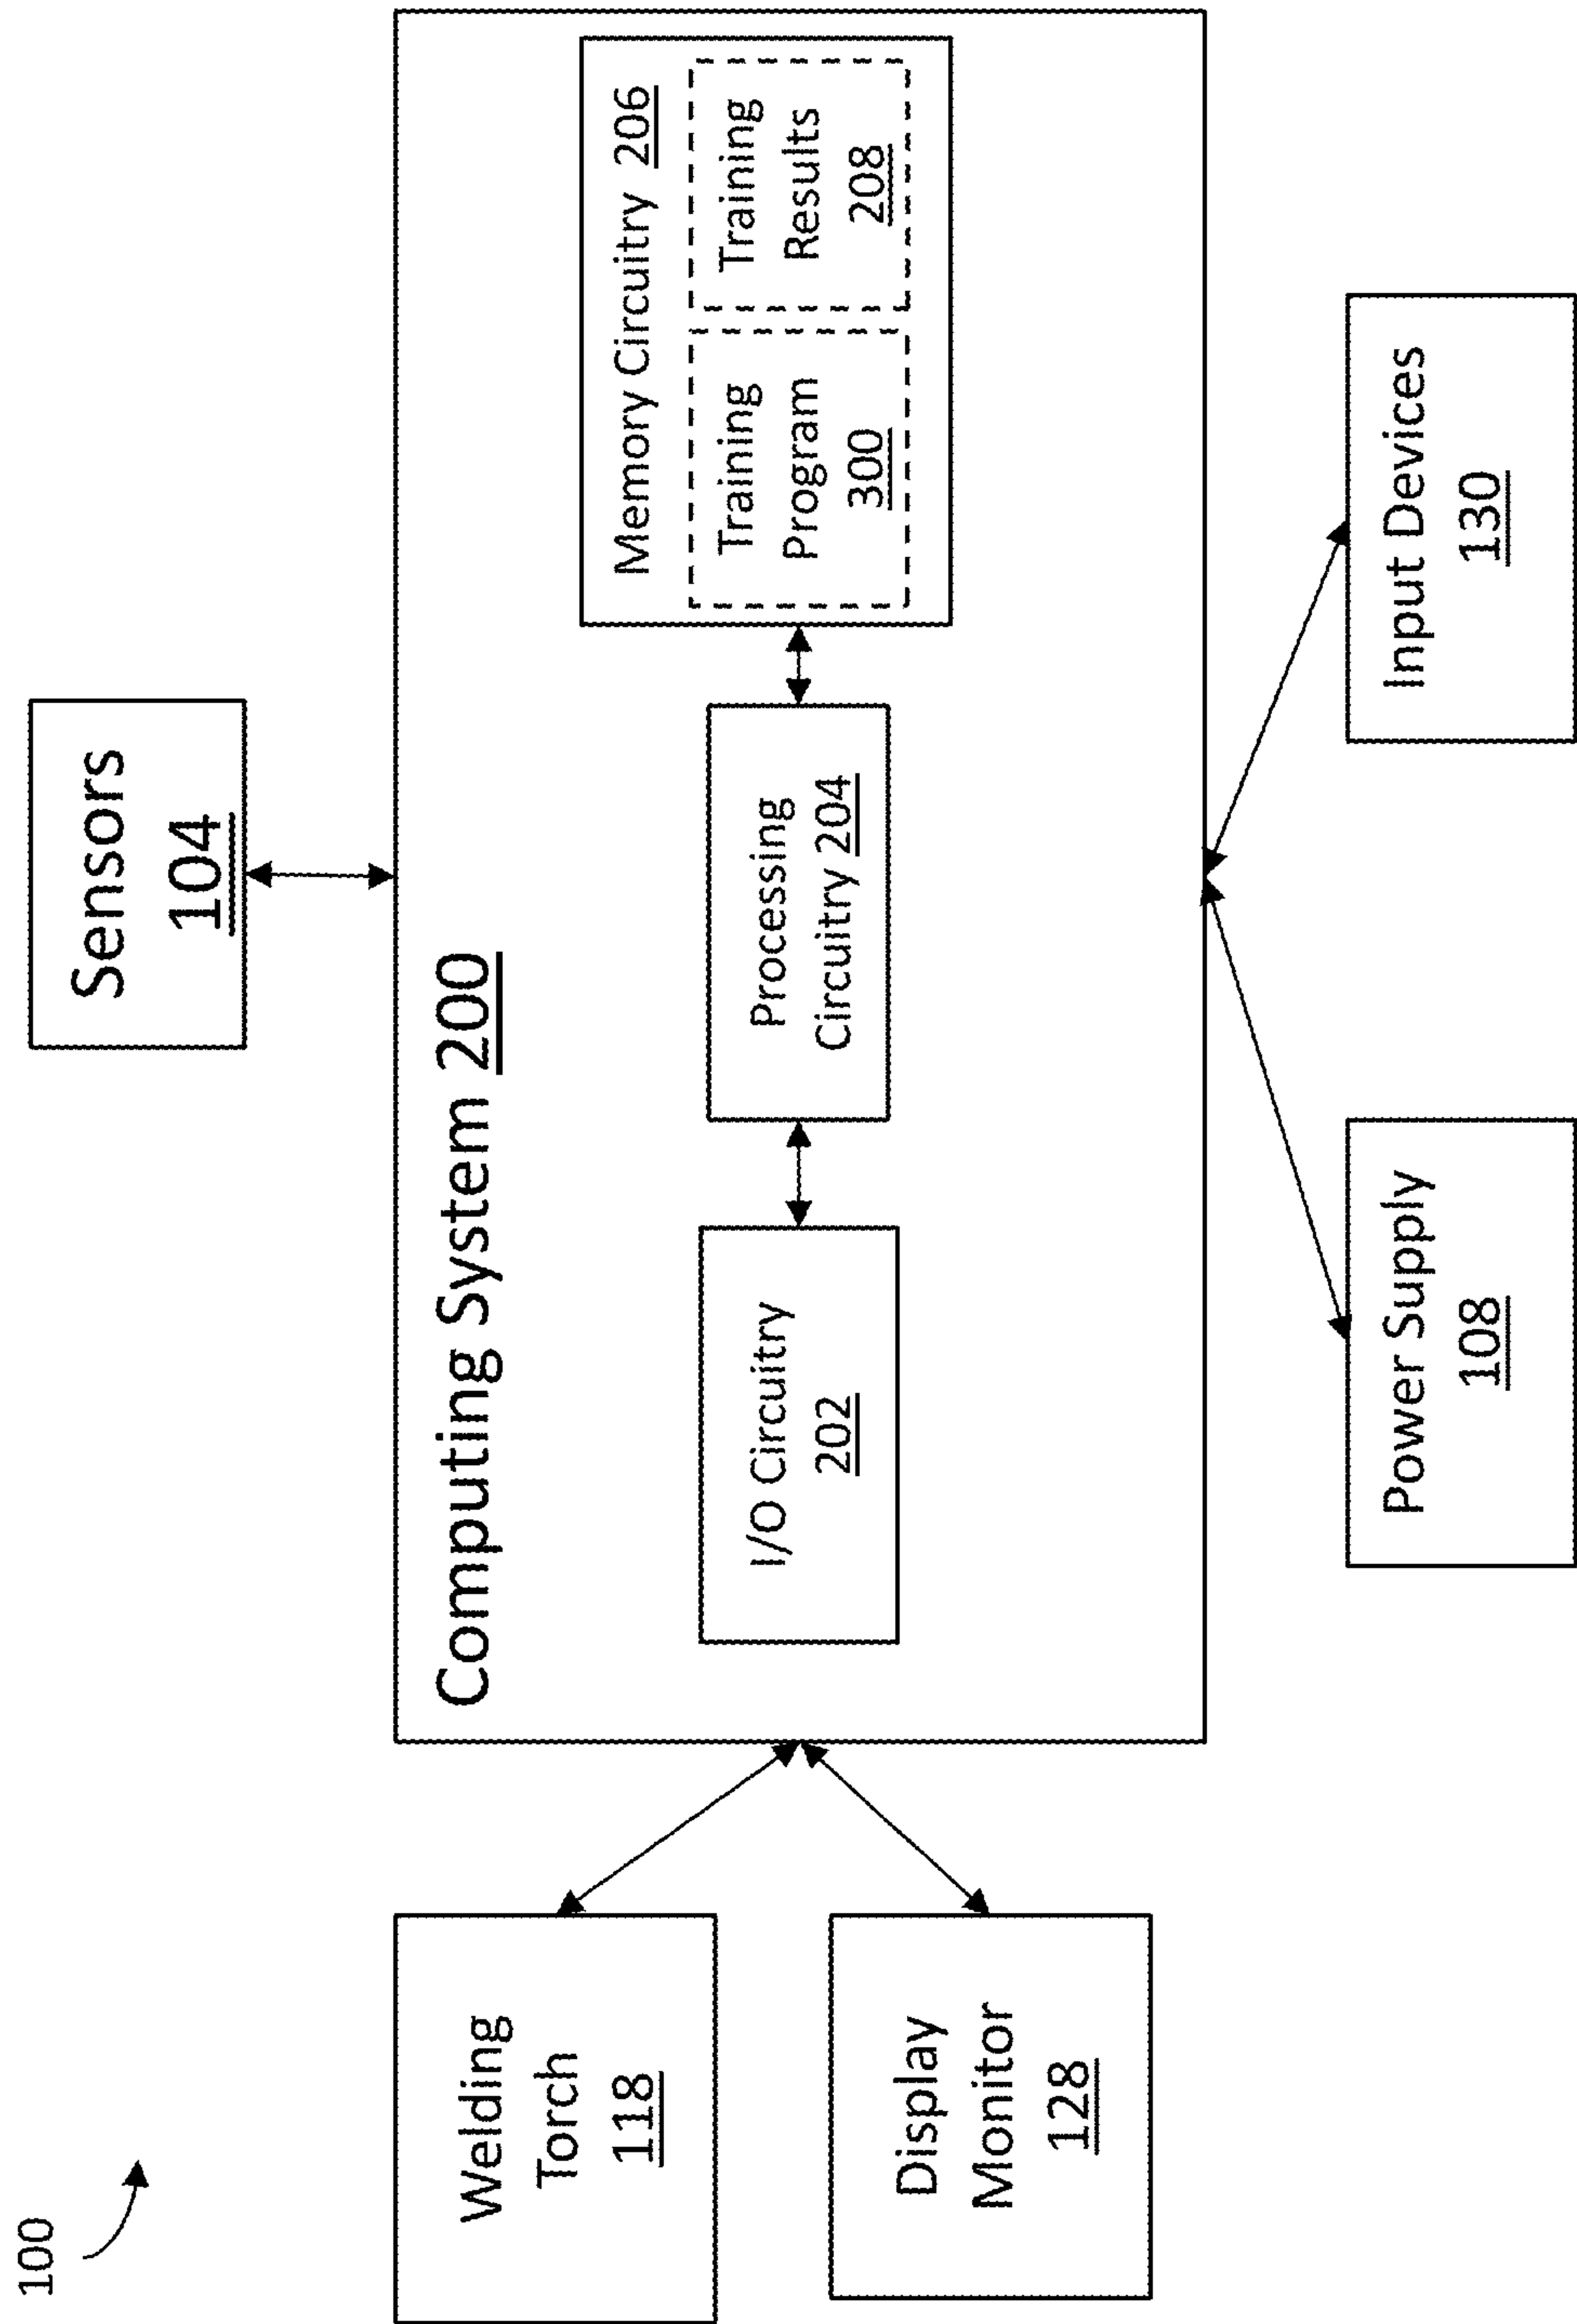 100
Sensors
104
Welding
Torch
118
Display
Monitor
128
Computing System 200
I/O Circuitry
202
Processing
Circuitry 204
Memory Circuitry 206
Training
Program
300
Training
Results
208
Power Supply
108
Input Devices
130